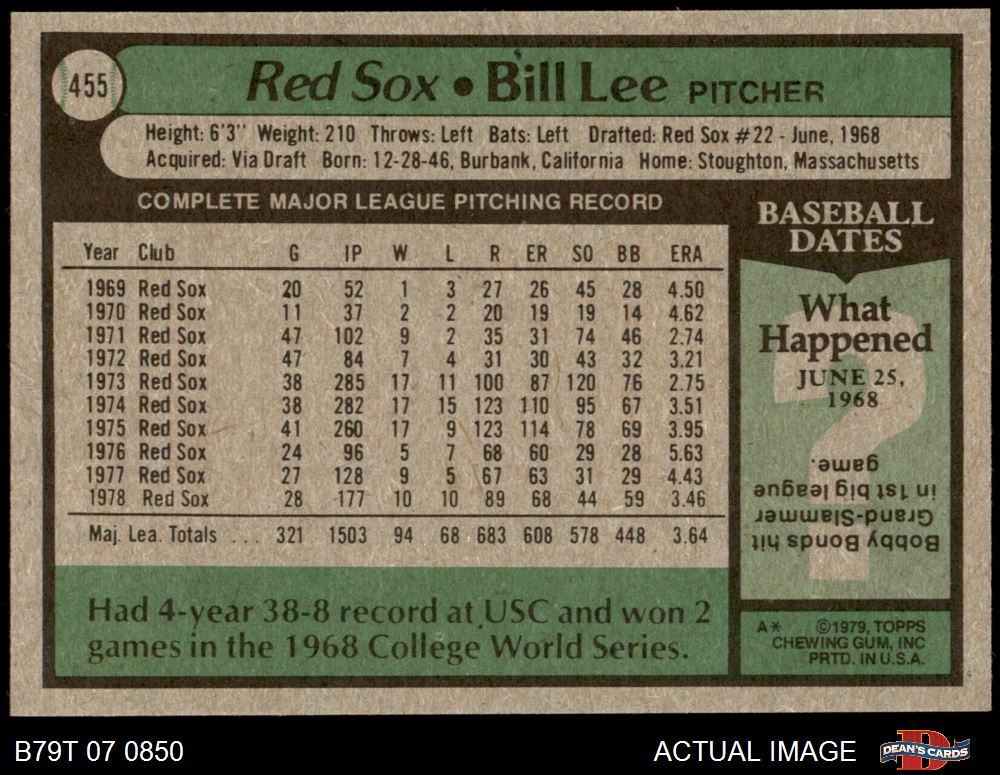 455
Red Sox • Bill Lee PITCHER
Height: 6'3" Weight: 210 Throws: Left Bats: Left Drafted: Red Sox #22 - June, 1968
Acquired: Via Draft Born: 12-28-46, Burbank, California Home: Stoughton, Massachusetts
COMPLETE MAJOR LEAGUE PITCHING RECORD
Year Club G IP W L R ER SO BB ERA
1969 Red Sox 20 52 1 3 27 26 45 28 4.50
1970 Red Sox 11 37 2 2 20 19 19 14 4.62
1971 Red Sox 47 102 9 2 35 31 74 46 2.74
1972 Red Sox 47 84 7 4 31 30 43 32 3.21
1973 Red Sox 38 285 17 11 100 87 120 76 2.75
1974 Red Sox 38 282 17 15 123 110 95 67 3.51
1975 Red Sox 41 260 17 9 123 114 78 69 3.95
1976 Red Sox 24 96 5 7 68 60 29 28 5.63
1977 Red Sox 27 128 9 5 67 63 31 29 4.43
1978 Red Sox 28 177 10 10 89 68 44 59 3.46
Maj. Lea. Totals . . . 321 1503 94 68 683 608 578 448 3.64
Had 4-year 38-8 record at USC and won 2
games in the 1968 College World Series.
BASEBALL
DATES
What
Happened
JUNE 25,
1968
?
Bobby Bonds hit
Grand-Slammer
in 1st big league
game.
A* ©1979, TOPPS
CHEWING GUM, INC
PRTD. IN U.S.A.
B79T 07 0850
ACTUAL IMAGE
DEAN'S CARDS